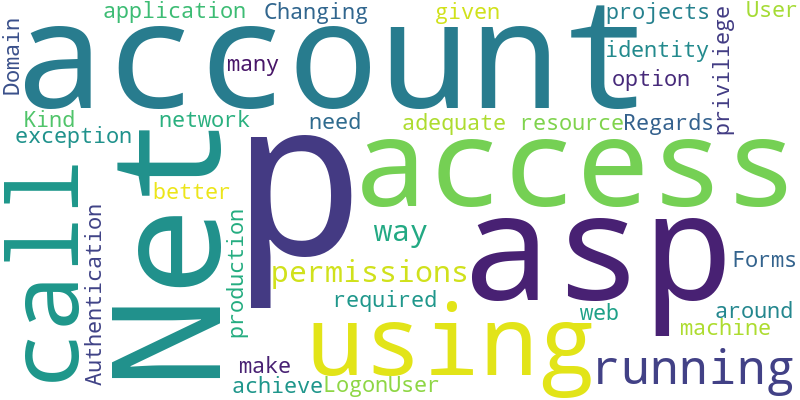 application
Changing
given
projects
User
Domain
account
many
identity
option
priviliege
Kind
network
need
adequate
resource
Regards
exception
Net
p
access
call
better
asp
way
Authentication
production
permissions
Forms
required
using
web
around
machine
running
make
achieve
LogonUser